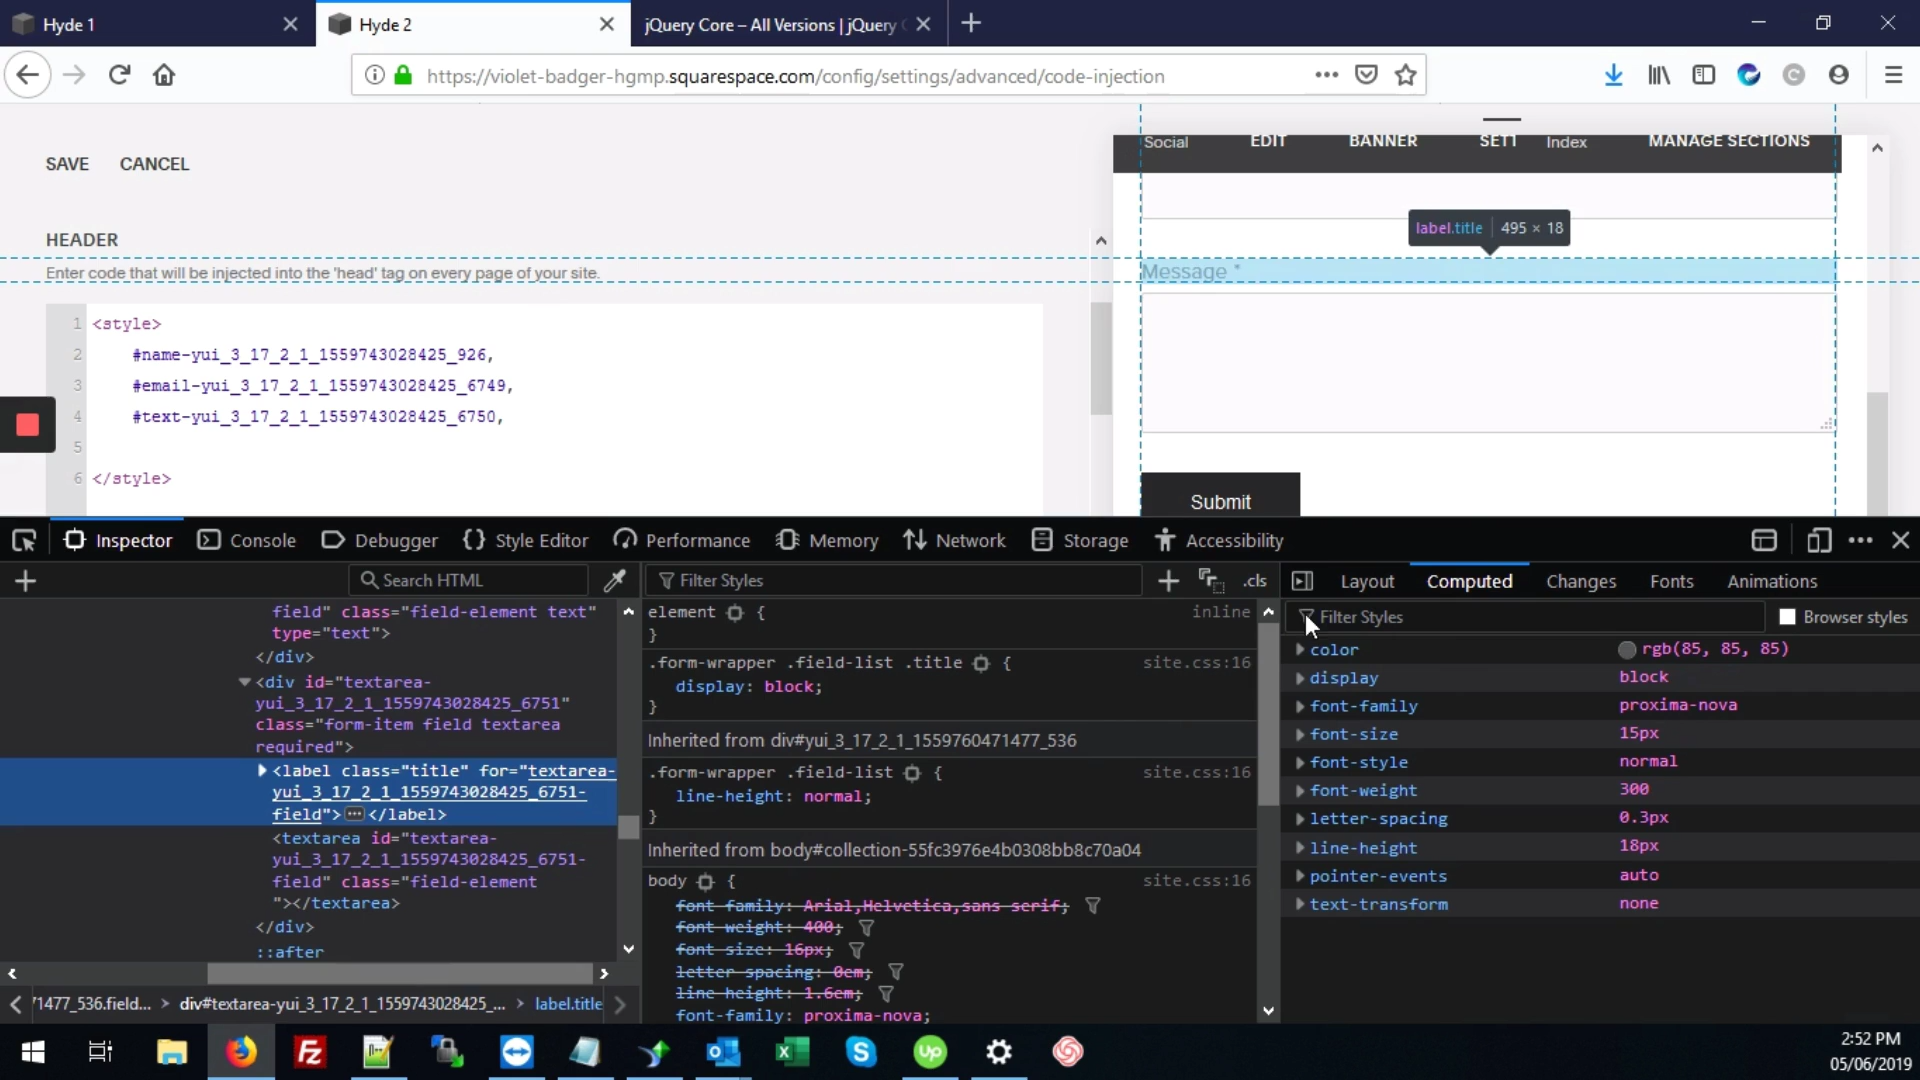 Hyde 1
Hyde 2
jQuery Core – All Versions | jQuery
https://violet-badger-hgmp.squarespace.com/config/settings/advanced/code-injection
SAVE CANCEL
HEADER
Enter code that will be injected into the 'head' tag on every page of your site.
1 <style>
2 #name-yui_3_17_2_1_1559743028425_926,
3 #email-yui_3_17_2_1_1559743028425_6749,
4 #text-yui_3_17_2_1_1559743028425_6750,
5
6 </style>
Social EDIT BANNER SETT Index MANAGE SECTIONS
label.title 495 × 18
Message *
Submit
Inspector Console Debugger Style Editor Performance Memory Network Storage Accessibility
Search HTML
field" class="field-element text"
type="text">
</div>
<div id="textarea-
yui_3_17_2_1_1559743028425_6751"
class="form-item field textarea
required">
<label class="title" for="textarea-
yui_3_17_2_1_1559743028425_6751-
field"> </label>
<textarea id="textarea-
yui_3_17_2_1_1559743028425_6751-
field" class="field-element
"></textarea>
</div>
::after
1477_536.field... > div#textarea-yui_3_17_2_1_1559743028425_... > label.title
Filter Styles .cls
element { inline
}
.form-wrapper .field-list .title { site.css:16
display: block;
}
Inherited from div#yui_3_17_2_1_1559760471477_536
.form-wrapper .field-list { site.css:16
line-height: normal;
}
Inherited from body#collection-55fc3976e4b0308bb8c70a04
body { site.css:16
font-family: Arial,Helvetica,sans-serif;
font-weight: 400;
font-size: 16px;
letter-spacing: 0em;
line-height: 1.6em;
font-family: proxima-nova;
Layout Computed Changes Fonts Animations
Filter Styles Browser styles
color rgb(85, 85, 85)
display block
font-family proxima-nova
font-size 15px
font-style normal
font-weight 300
letter-spacing 0.3px
line-height 18px
pointer-events auto
text-transform none
2:52 PM
05/06/2019